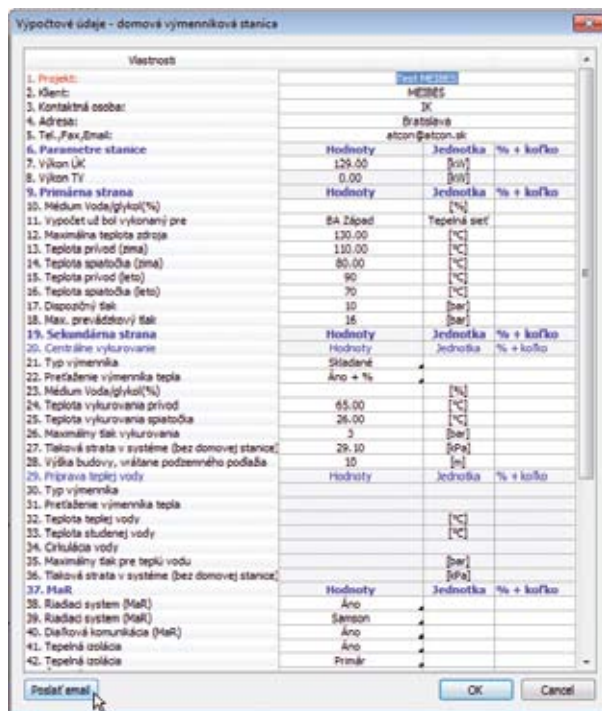 Výpočtové údaje - domová výmenníková stanica
Vlastnosti
1. Projekt: Test MEIBES
2. Klient: MEIBES
3. Kontaktná osoba: IK
4. Adresa: Bratislava
5. Tel.,Fax,Email: atcon@atcon.sk
6. Parametre stanice Hodnoty Jednotka % + koľko
7. Výkon ÚK 129.00 [kW]
8. Výkon TV 0.00 [kW]
9. Primárna strana Hodnoty Jednotka % + koľko
10. Médium Voda/glykol(%) [%]
11. Vypočet už bol vykonaný pre BA Západ Tepelná sieť
12. Maximálna teplota zdroja 130.00 [°C]
13. Teplota prívod (zima) 110.00 [°C]
14. Teplota spiatočka (zima) 80.00 [°C]
15. Teplota prívod (leto) 90 [°C]
16. Teplota spiatočka (leto) 70 [°C]
17. Dispozičný tlak 10 [bar]
18. Max. prevádzkový tlak 16 [bar]
19. Sekundárna strana Hodnoty Jednotka % + koľko
20. Centrálne vykurovanie Hodnoty Jednotka % + koľko
21. Typ výmenníka Skladané
22. Preťaženie výmenníka tepla Áno + %
23. Médium Voda/glykol(%) [%]
24. Teplota vykurovania prívod 65.00 [°C]
25. Teplota vykurovania spiatočka 26.00 [°C]
26. Maximálny tlak vykurovania 3 [bar]
27. Tlaková strata v systéme (bez domovej stanice) 29.10 [kPa]
28. Výška budovy, vrátane podzemného podlažia 10 [m]
29. Príprava teplej vody Hodnoty Jednotka % + koľko
30. Typ výmenníka
31. Preťaženie výmenníka tepla
32. Teplota teplej vody [°C]
33. Teplota studenej vody [°C]
34. Cirkulácia vody
35. Maximálny tlak pre teplú vodu [bar]
36. Tlaková strata v systéme (bez domovej stanice) [kPa]
37. MaR Hodnoty Jednotka % + koľko
38. Riadiaci system (MaR) Áno
39. Riadiaci system (MaR) Samson
40. Diaľková komunikácia (MaR) Áno
41. Tepelná izolácia Áno
42. Tepelná izolácia Primár
Poslať email OK Cancel